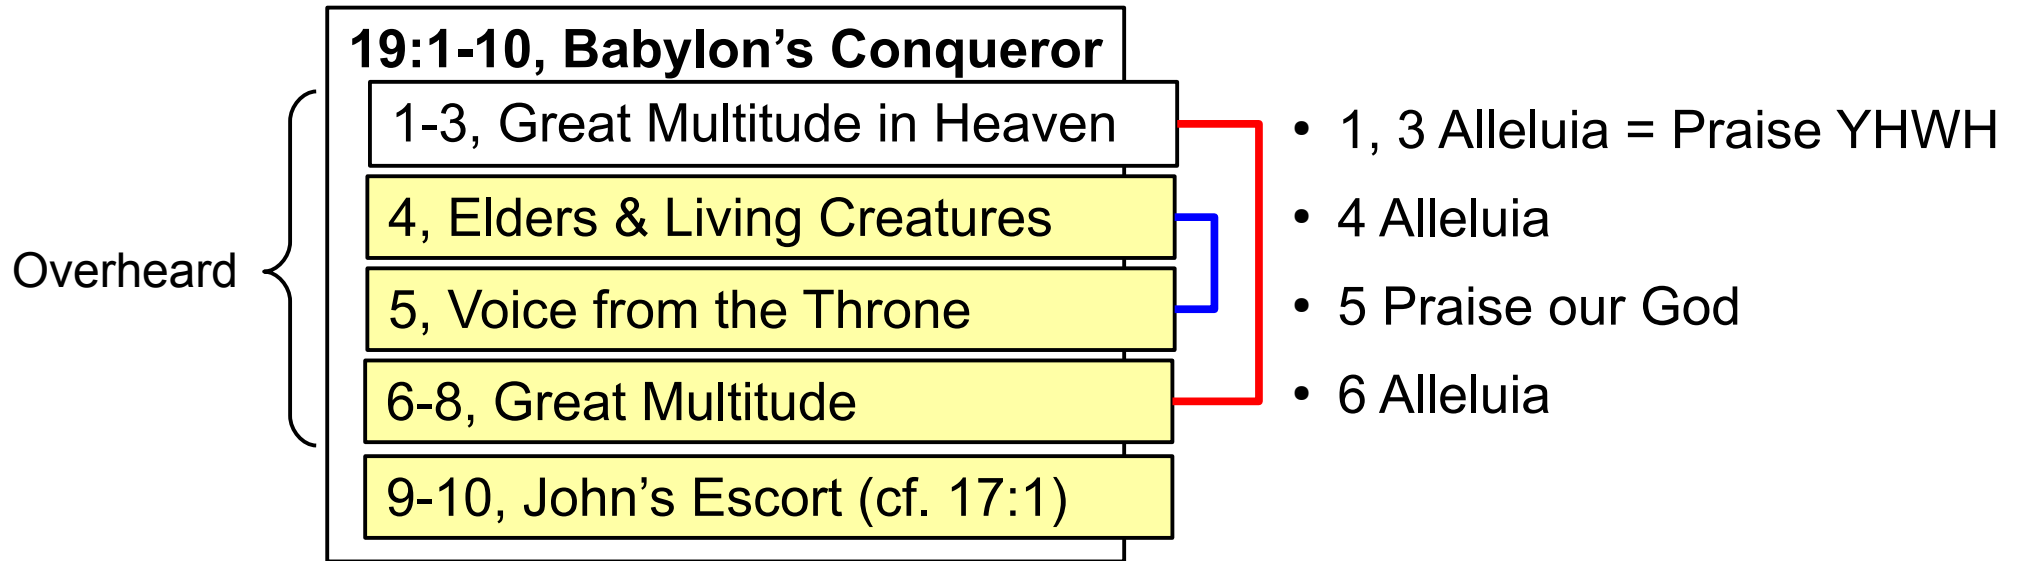 19:1-10, Babylon’s Conqueror
1-3, Great Multitude in Heaven
4, Elders & Living Creatures
5, Voice from the Throne
6-8, Great Multitude
9-10, John’s Escort (cf. 17:1)
Overheard
• 1, 3 Alleluia = Praise YHWH
• 4 Alleluia
• 5 Praise our God
• 6 Alleluia